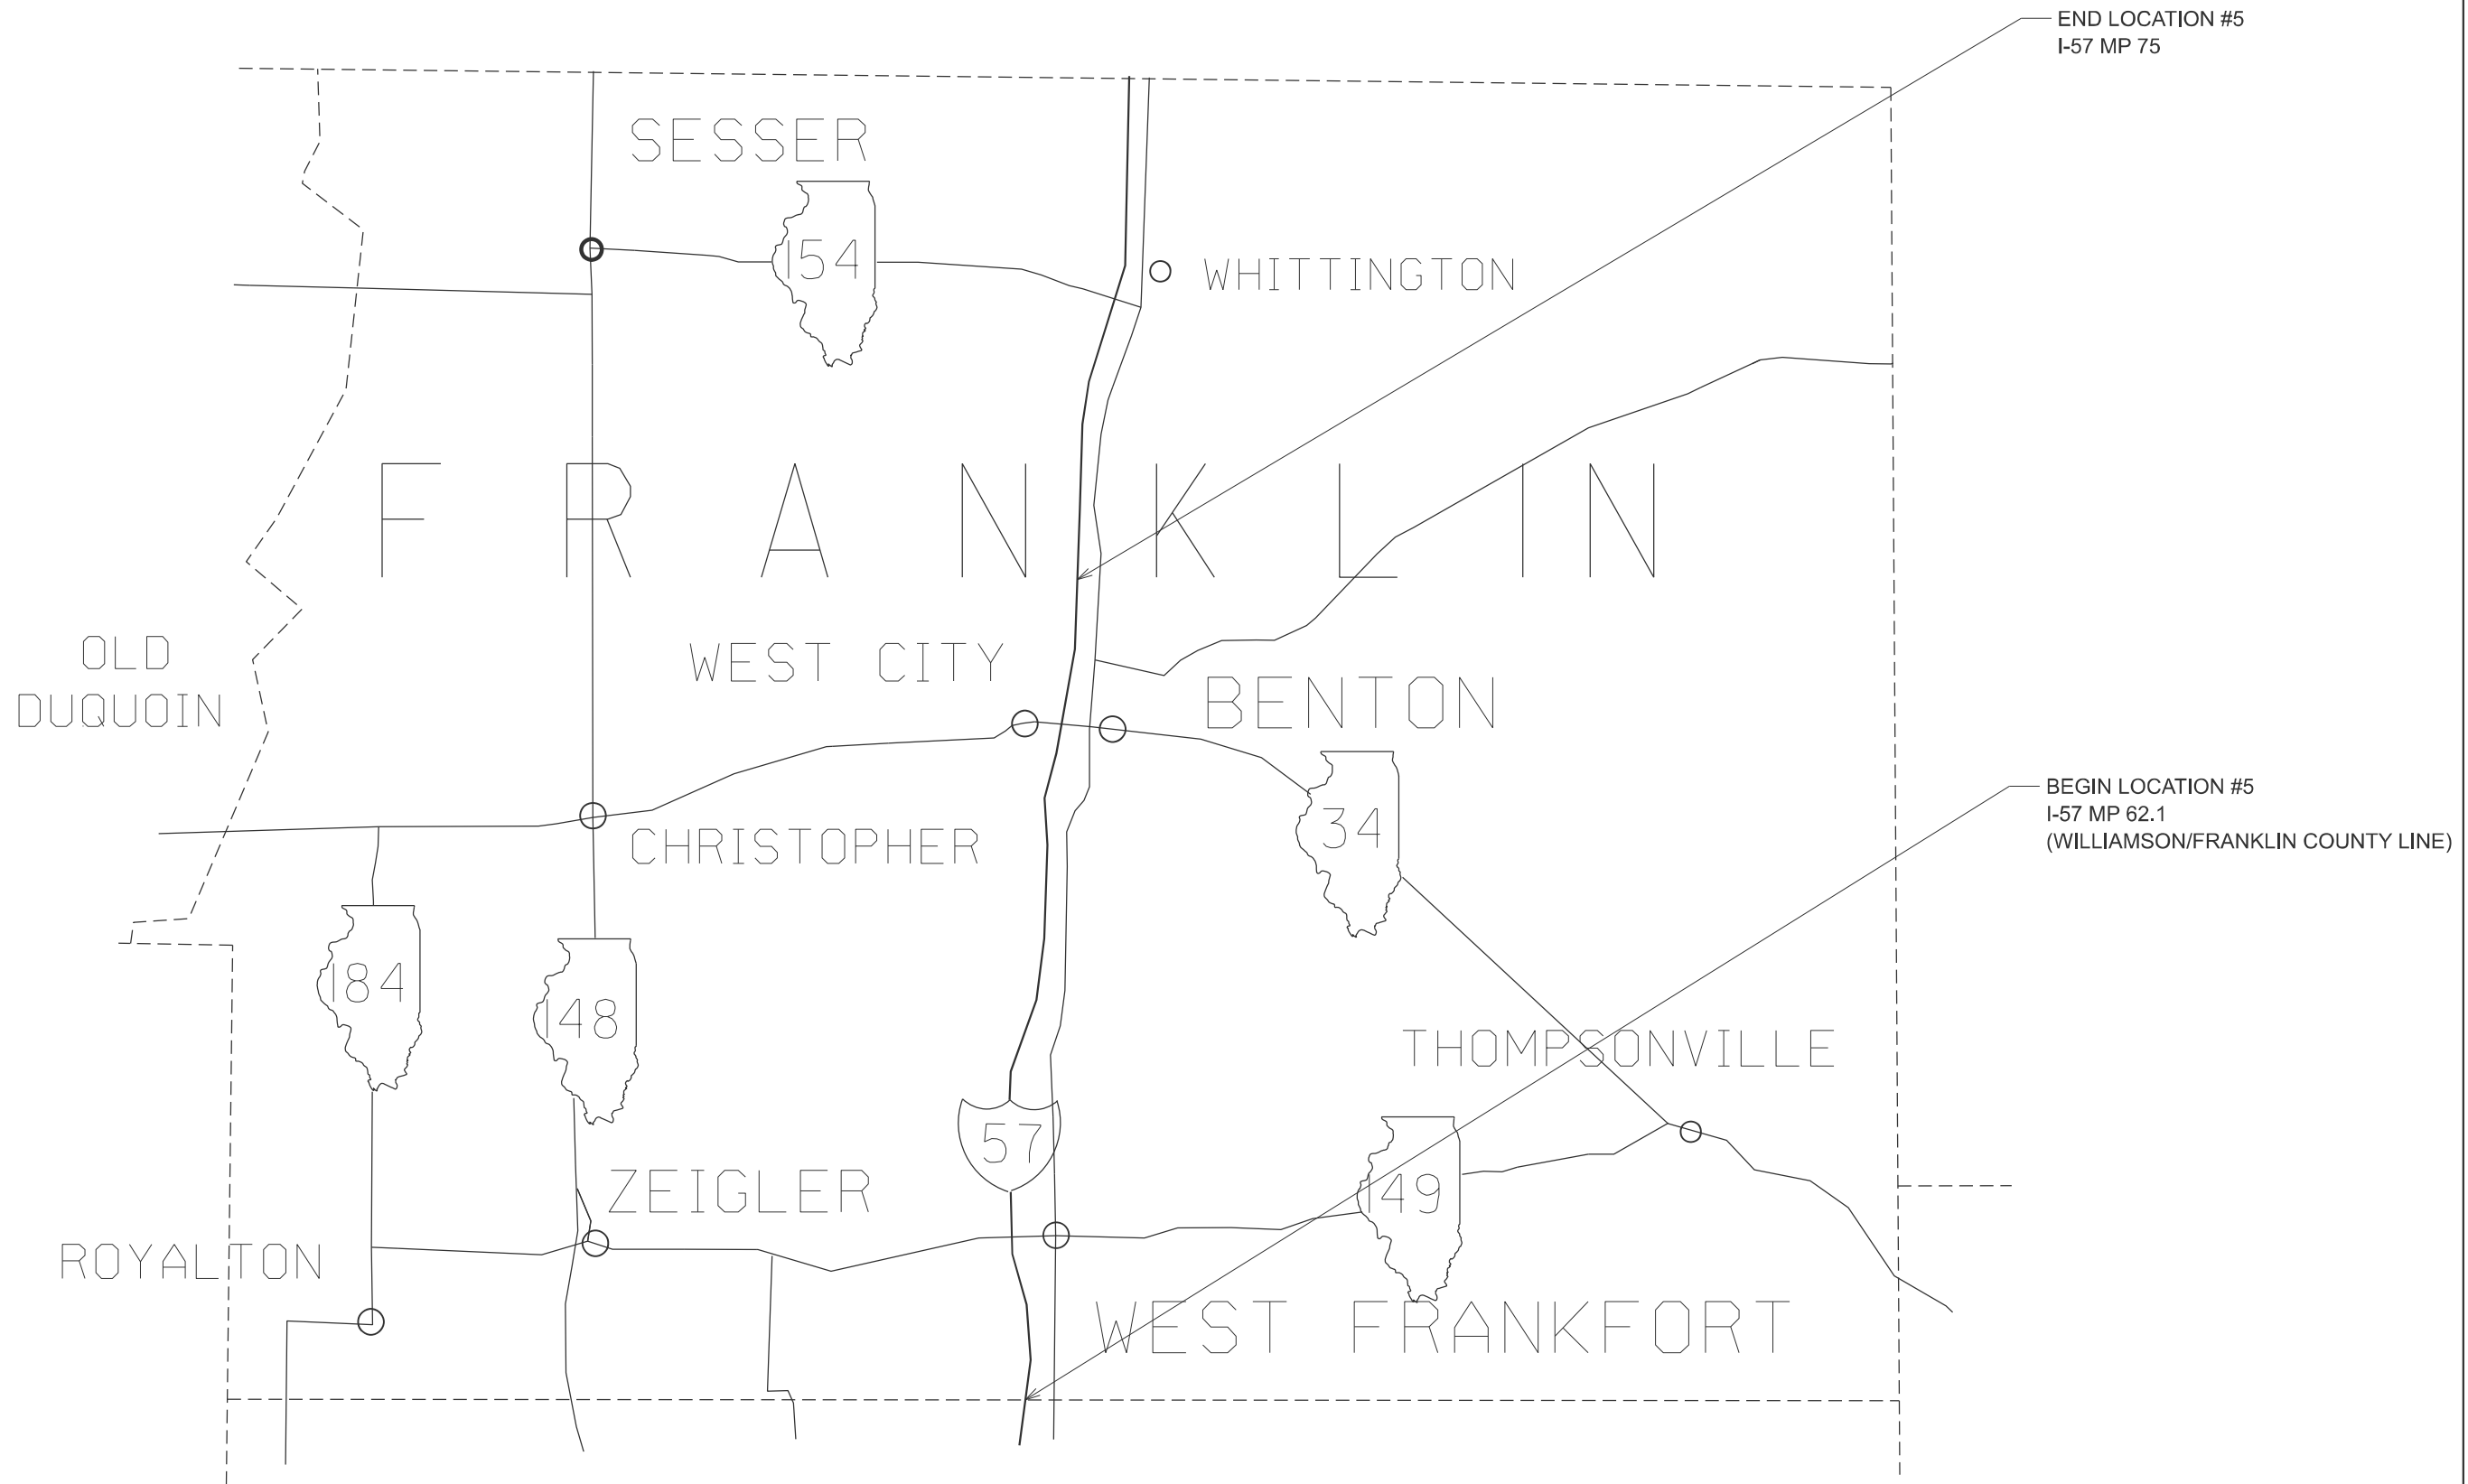 END LOCATION #5
I-57 MP 75
SESSER
154
WHITTINGTON
FRANKLIN
OLD
DUQUOIN
WEST CITY
BENTON
BEGIN LOCATION #5
I-57 MP 62.1
(WILLIAMSON/FRANKLIN COUNTY LINE)
34
CHRISTOPHER
184
148
THOMPSONVILLE
57
ZEIGLER
149
ROYALTON
WEST FRANKFORT